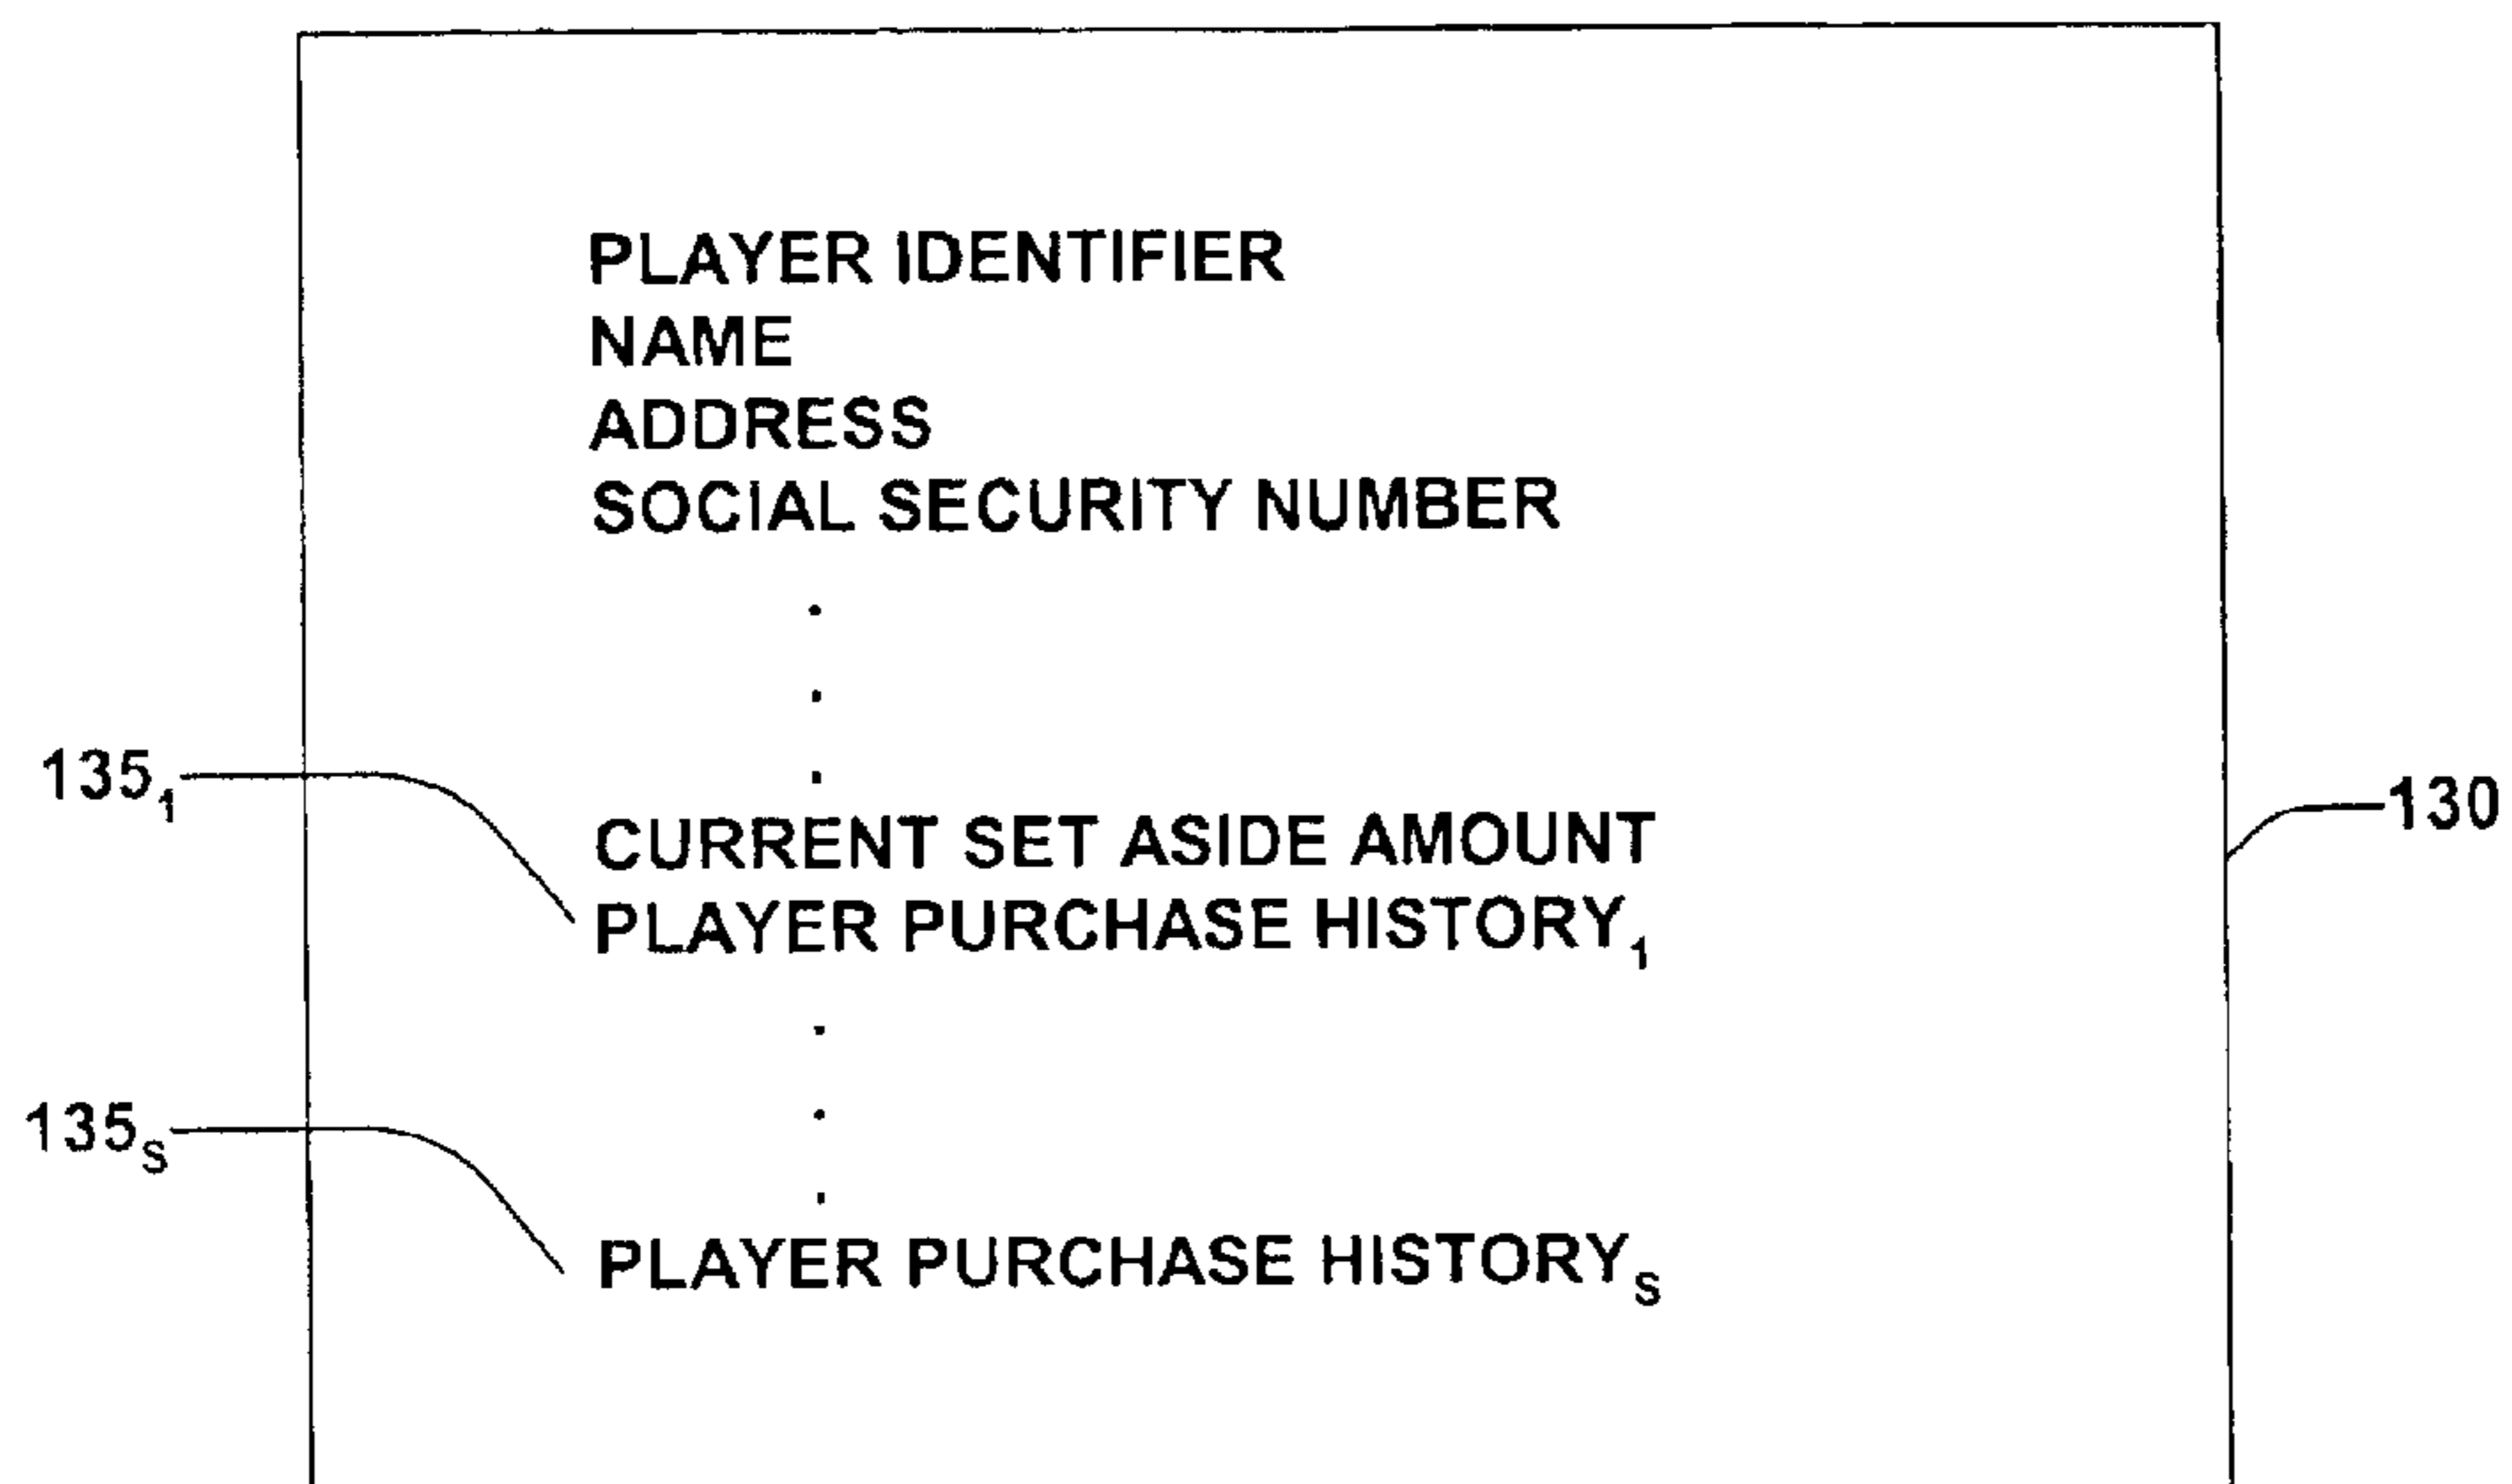 PLAYER IDENTIFIER
NAME
ADDRESS
SOCIAL SECURITY NUMBER
.
.
.
135₁
130
CURRENT SET ASIDE AMOUNT
PLAYER PURCHASE HISTORY₁
.
.
.
135S
PLAYER PURCHASE HISTORYS